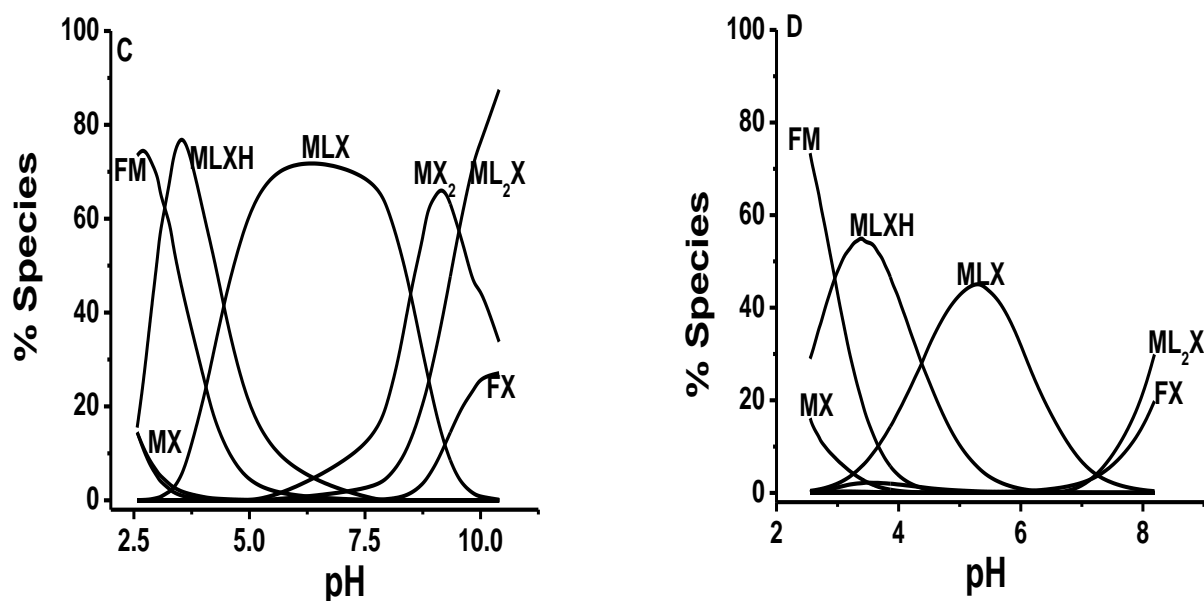 C
% Species
100
80
60
40
20
0
FM
MLXH
MLX
MX₂
ML₂X
MX
FX
2.5 5.0 7.5 10.0
pH
D
% Species
100
80
60
40
20
0
FM
MLXH
MLX
MX
ML₂X
FX
2 4 6 8
pH